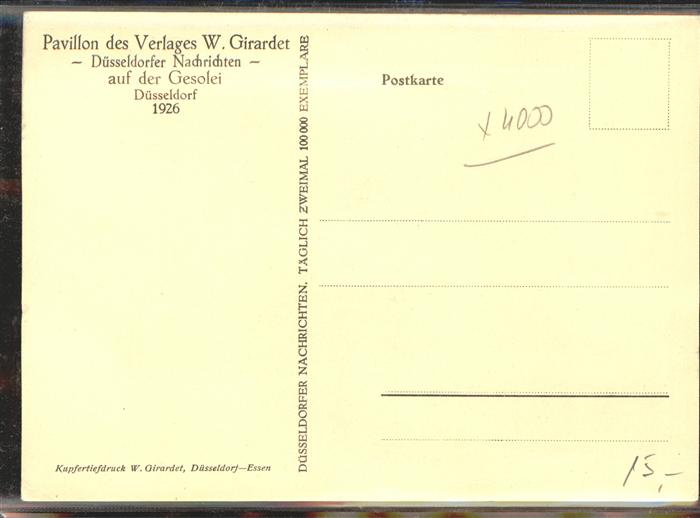 Pavillon des Verlages W. Girardet
– Düsseldorfer Nachrichten –
auf der Gesolei
Düsseldorf
1926
Kupfertiefdruck W. Girardet, Düsseldorf—Essen
DÜSSELDORFER NACHRICHTEN. TÄGLICH ZWEIMAL 100000 EXEMPLARE
Postkarte
x 4000
15,-